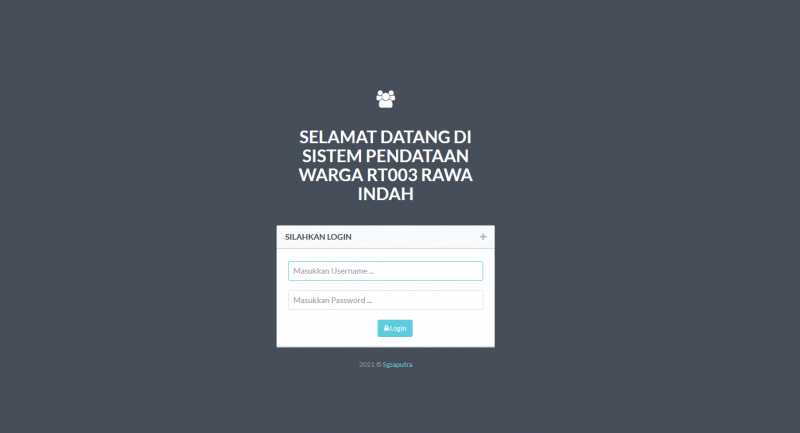 SELAMAT DATANG DI
SISTEM PENDATAAN
WARGA RT003 RAWA
INDAH
SILAHKAN LOGIN
Masukkan Username ...
Masukkan Password ...
Login
2021 © Sgsaputra